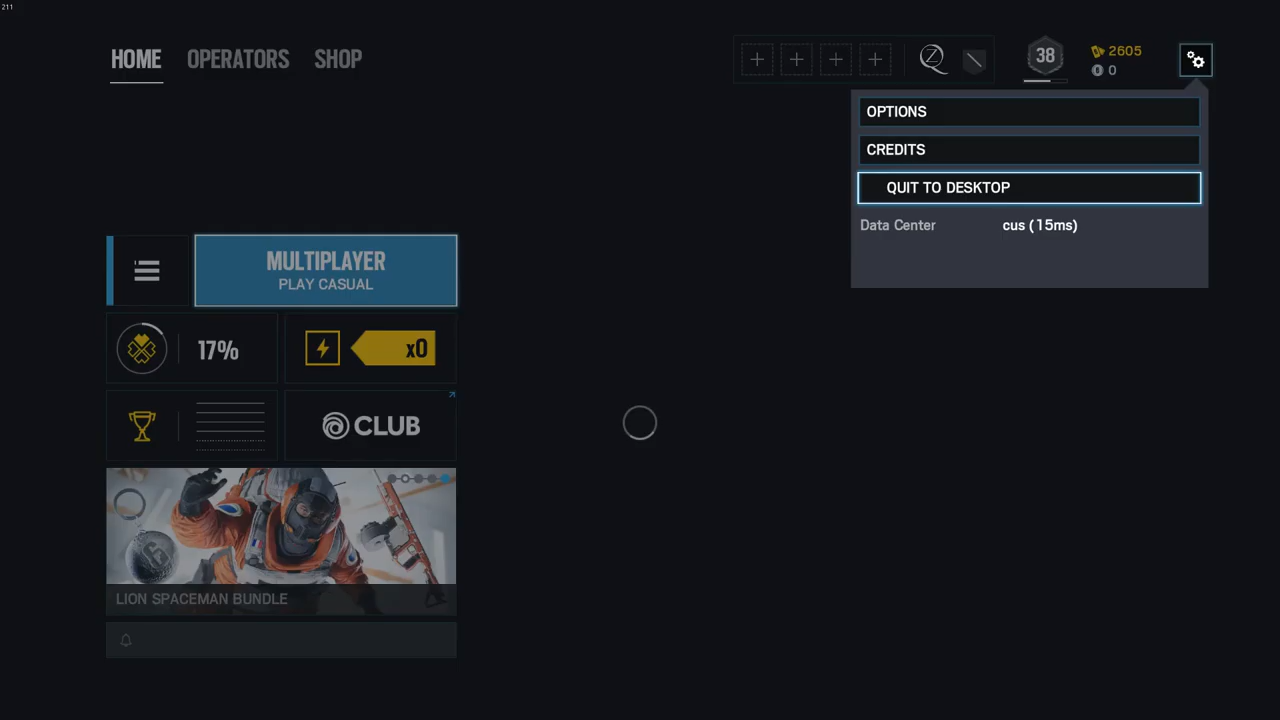 211
HOME OPERATORS SHOP
38
2605
0
OPTIONS
CREDITS
QUIT TO DESKTOP
Data Center cus (15ms)
MULTIPLAYER
PLAY CASUAL
17%
x0
CLUB
LION SPACEMAN BUNDLE